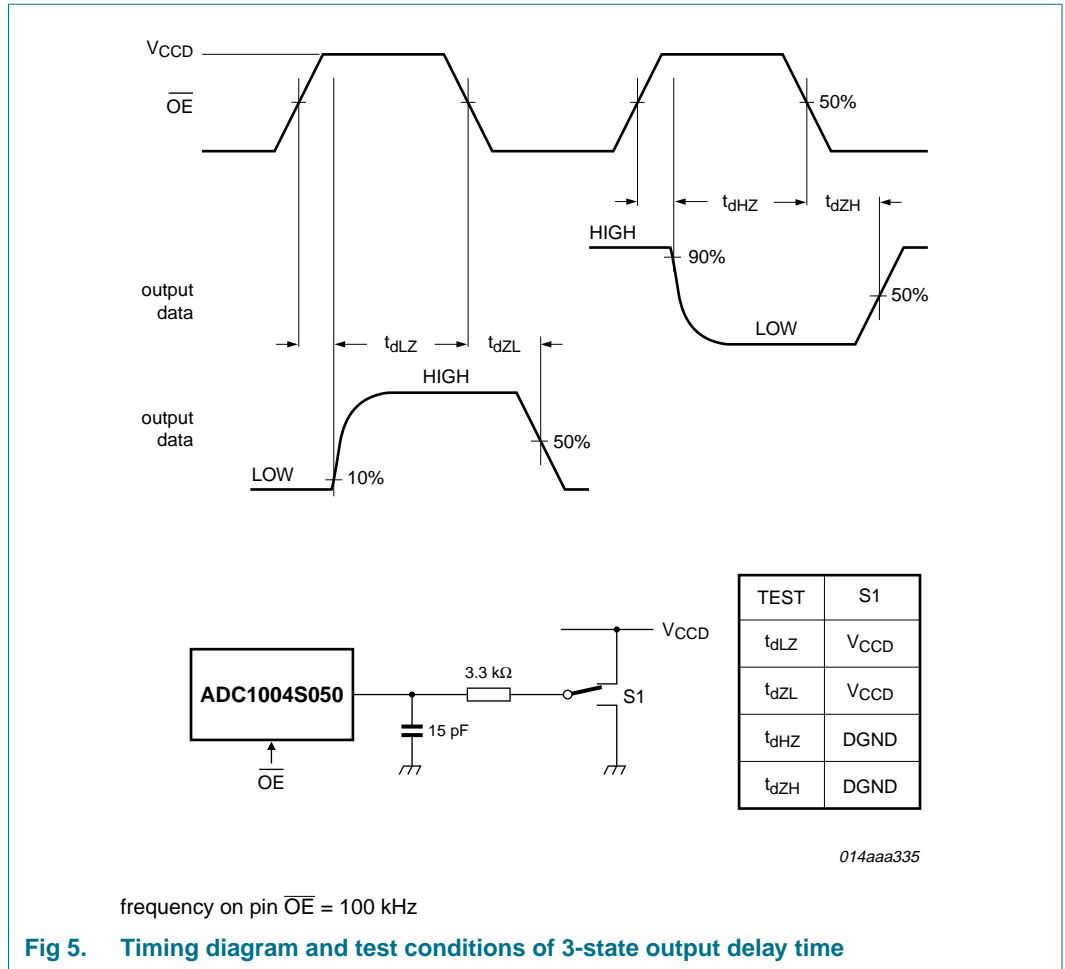 VCCD
OE
50%
tdHZ
tdZH
HIGH
90%
output
data
50%
LOW
tdLZ
tdZL
HIGH
output
data
50%
LOW
10%
VCCD
ADC1004S050
3.3 kΩ
S1
15 pF
OE
TEST S1
tdLZ VCCD
tdZL VCCD
tdHZ DGND
tdZH DGND
014aaa335
frequency on pin OE = 100 kHz
Fig 5. Timing diagram and test conditions of 3-state output delay time